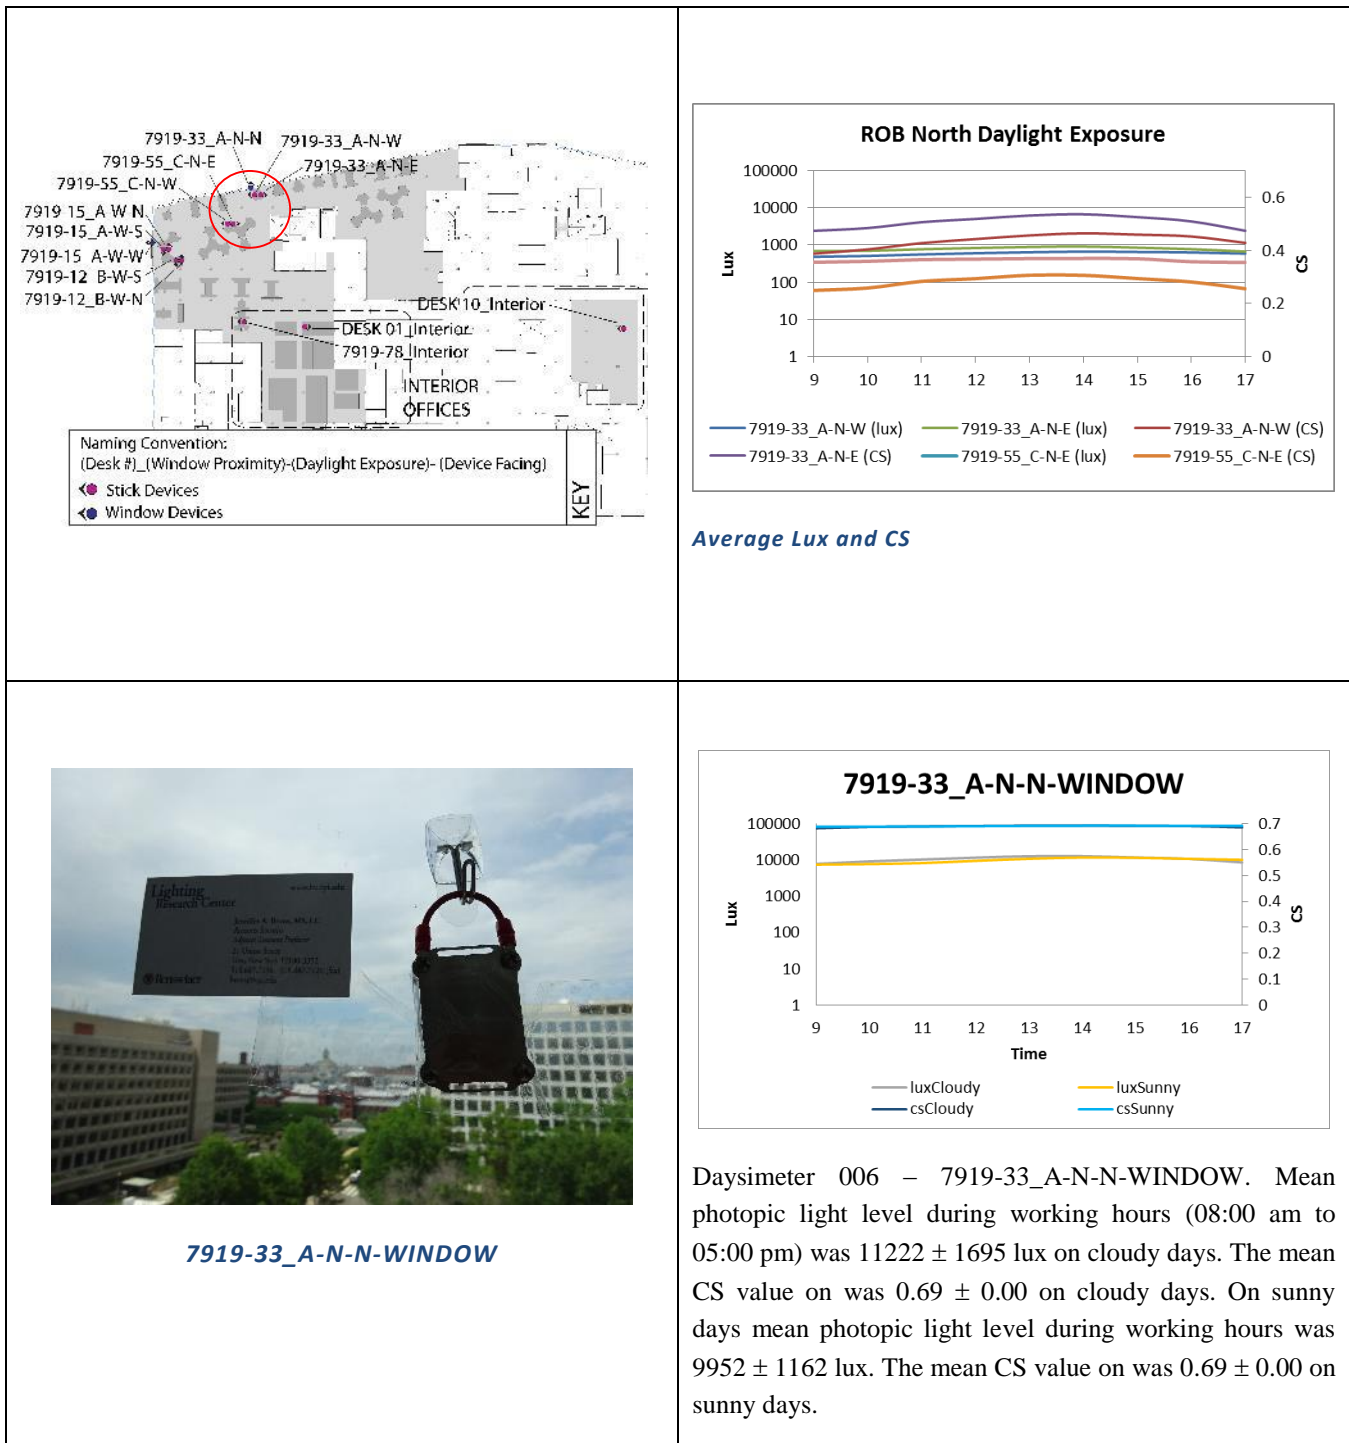 7919-33_A-N-N
7919-33_A-N-W
7919-55_C-N-E
7919-33_A-N-E
7919-55_C-N-W
7919 15_A W N
7919-15_A-W-S
7919-15 A-W-W
7919-12 B-W-S
7919-12_B-W-N
DESK 10_Interior
DESK 01_Interior
7919-78_Interior
INTERIOR
OFFICES
Naming Convention:
(Desk #)_(Window Proximity)-(Daylight Exposure)- (Device Facing)
Stick Devices
Window Devices
KEY
ROB North Daylight Exposure
100000
10000
1000
100
10
1
Lux
0.6
0.4
0.2
0
CS
9 10 11 12 13 14 15 16 17
7919-33_A-N-W (lux) 7919-33_A-N-E (lux) 7919-33_A-N-W (CS)
7919-33_A-N-E (CS) 7919-55_C-N-E (lux) 7919-55_C-N-E (CS)
Average Lux and CS
Lighting
Research Center
Rensselaer
7919-33_A-N-N-WINDOW
7919-33_A-N-N-WINDOW
100000
10000
1000
100
10
1
Lux
0.7
0.6
0.5
0.4
0.3
0.2
0.1
0
CS
9 10 11 12 13 14 15 16 17
Time
luxCloudy luxSunny
csCloudy csSunny
Daysimeter 006 – 7919-33_A-N-N-WINDOW. Mean
photopic light level during working hours (08:00 am to
05:00 pm) was 11222 ± 1695 lux on cloudy days. The mean
CS value on was 0.69 ± 0.00 on cloudy days. On sunny
days mean photopic light level during working hours was
9952 ± 1162 lux. The mean CS value on was 0.69 ± 0.00 on
sunny days.